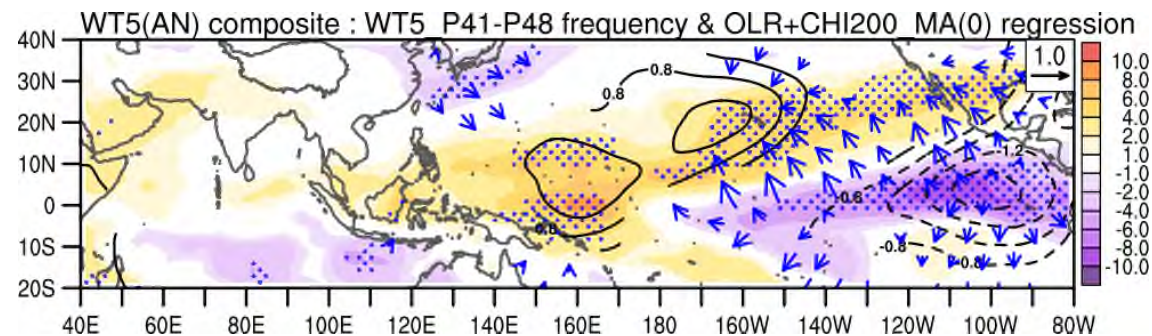 WT5(AN) composite : WT5_P41-P48 frequency & OLR+CHI200_MA(0) regression
40N
30N
20N
10N
0
10S
20S
1.0
0.8
0.8
0.8
-0.8
-0.8
-0.8
-1.2
10.0
8.0
6.0
4.0
2.0
1.0
-1.0
-2.0
-4.0
-6.0
-8.0
-10.0
40E 60E 80E 100E 120E 140E 160E 180 160W 140W 120W 100W 80W